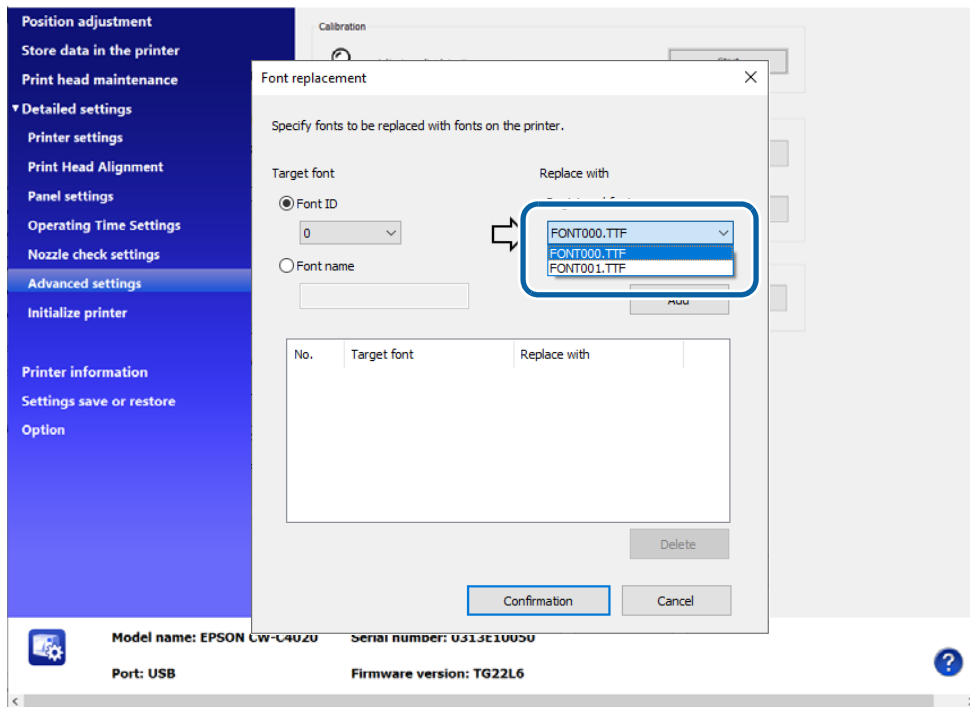 Position adjustment
Store data in the printer
Print head maintenance
Detailed settings
Printer settings
Print Head Alignment
Panel settings
Operating Time Settings
Nozzle check settings
Advanced settings
Initialize printer
Printer information
Settings save or restore
Option
Calibration
Font replacement
Specify fonts to be replaced with fonts on the printer.
Target font
Replace with
Font ID
0
FONT000.TTF
FONT000.TTF
FONT001.TTF
Font name
Add
No. Target font Replace with
Delete
Confirmation Cancel
Model name: EPSON CW-C4020 Serial number: U313E10050
Port: USB Firmware version: TG22L6
?